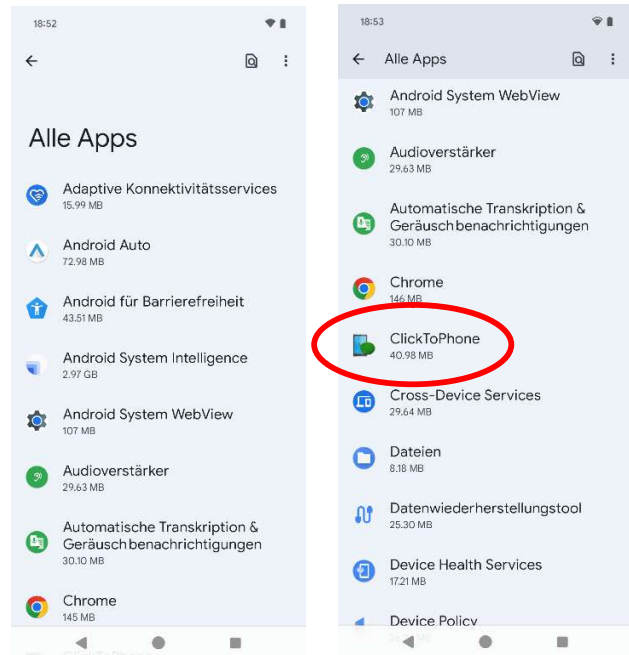 18:52
Alle Apps
Adaptive Konnektivitätsservices
15.99 MB
Android Auto
72.98 MB
Android für Barrierefreiheit
43.51 MB
Android System Intelligence
2.97 GB
Android System WebView
107 MB
Audioverstärker
29.63 MB
Automatische Transkription &
Geräuschbenachrichtigungen
30.10 MB
Chrome
145 MB
18:53
Alle Apps
Android System WebView
107 MB
Audioverstärker
29.63 MB
Automatische Transkription &
Geräuschbenachrichtigungen
30.10 MB
Chrome
146 MB
ClickToPhone
40.98 MB
Cross-Device Services
29.64 MB
Dateien
8.18 MB
Datenwiederherstellungstool
25.30 MB
Device Health Services
17.21 MB
Device Policy